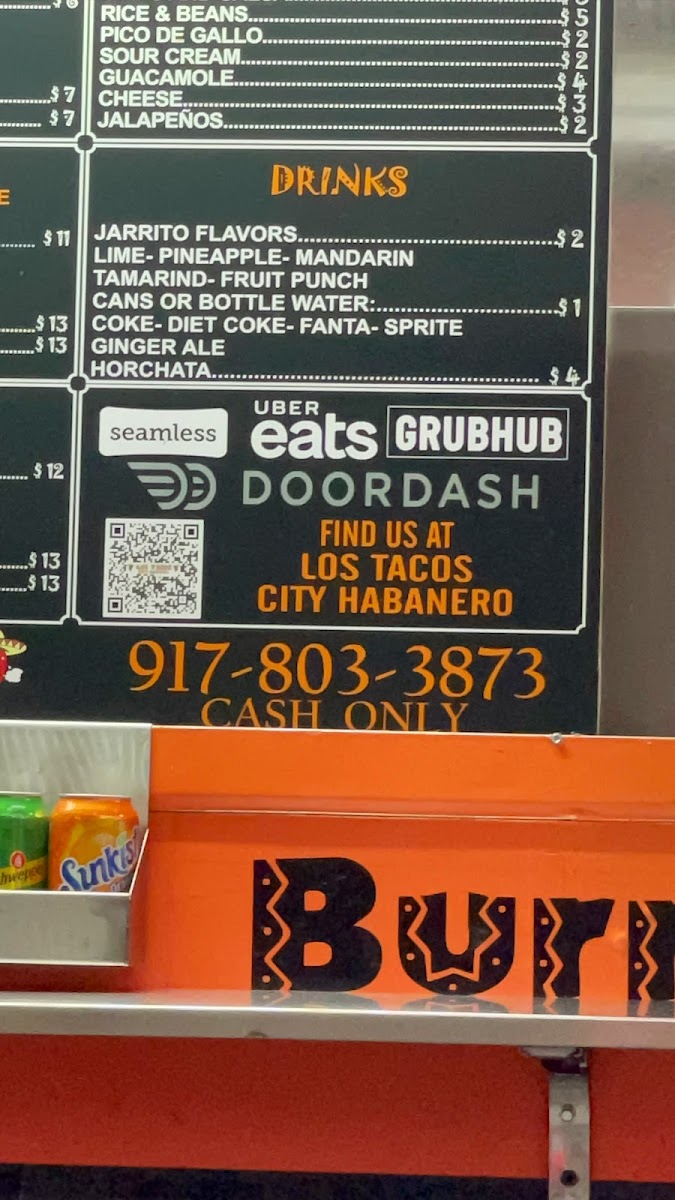 RICE & BEANS........$5
PICO DE GALLO........$2
SOUR CREAM........$2
GUACAMOLE........$4
CHEESE........$3
JALAPEÑOS........$2
$7
$7
DRINKS
JARRITO FLAVORS........$2
LIME- PINEAPPLE- MANDARIN
TAMARIND- FRUIT PUNCH
CANS OR BOTTLE WATER:........$1
COKE- DIET COKE- FANTA- SPRITE
GINGER ALE
HORCHATA........$4
E
$11
$13
$13
$12
$13
$13
seamless
UBER
eats
GRUBHUB
DOORDASH
FIND US AT
LOS TACOS
CITY HABANERO
917-803-3873
CASH ONLY
hweppe
Sunkis
Burr